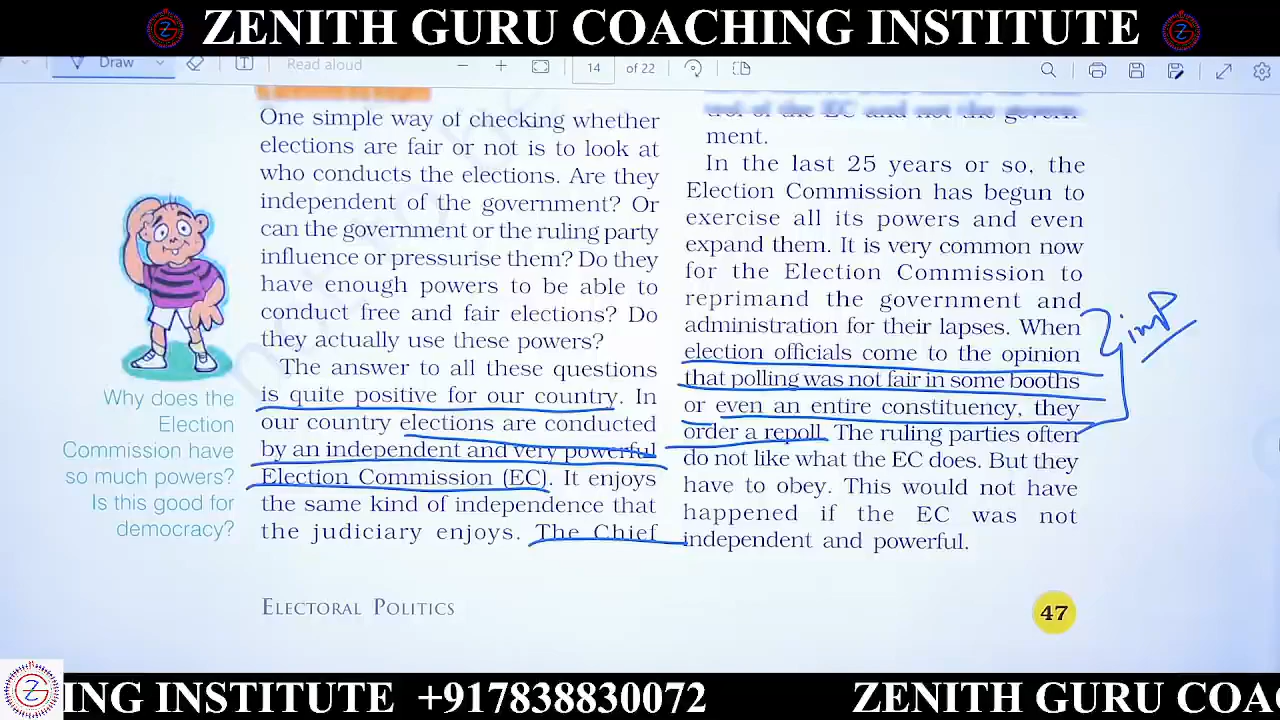 ZENITH GURU COACHING INSTITUTE
Draw
Read aloud
14
of 22
One simple way of checking whether
elections are fair or not is to look at
who conducts the elections. Are they
independent of the government? Or
can the government or the ruling party
influence or pressurise them? Do they
have enough powers to be able to
conduct free and fair elections? Do
they actually use these powers?
The answer to all these questions
is quite positive for our country. In
our country elections are conducted
by an independent and very powerful
Election Commission (EC). It enjoys
the same kind of independence that
the judiciary enjoys. The Chief
Why does the
Election
Commission have
so much powers?
Is this good for
democracy?
trol of the EC and not the govern-
ment.
In the last 25 years or so, the
Election Commission has begun to
exercise all its powers and even
expand them. It is very common now
for the Election Commission to
reprimand the government and
administration for their lapses. When
election officials come to the opinion
that polling was not fair in some booths
or even an entire constituency, they
order a repoll. The ruling parties often
do not like what the EC does. But they
have to obey. This would not have
happened if the EC was not
independent and powerful.
imp
ELECTORAL POLITICS
47
ING INSTITUTE +917838830072
ZENITH GURU COA